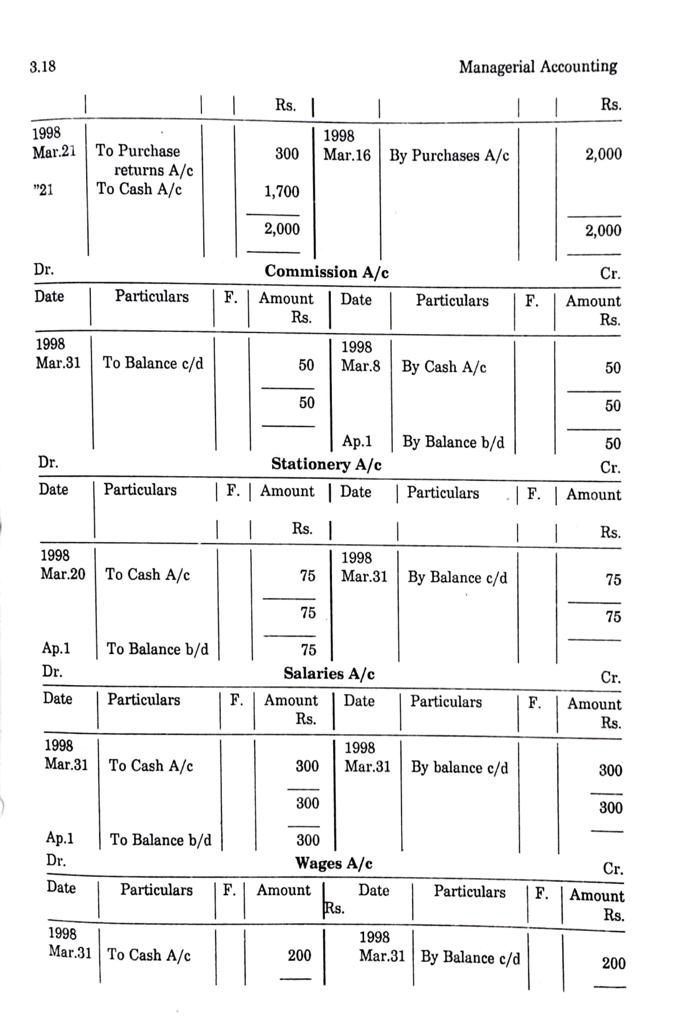 3.18 Managerial Accounting
Rs. Rs.
1998 1998
Mar.21 To Purchase 300 Mar.16 By Purchases A/c 2,000
returns A/c
"21 To Cash A/c 1,700
2,000 2,000
Dr. Commission A/c Cr.
Date Particulars F. Amount Date Particulars F. Amount
Rs. Rs.
1998 1998
Mar.31 To Balance c/d 50 Mar.8 By Cash A/c 50
50 50
Ap.1 By Balance b/d 50
Dr. Stationery A/c Cr.
Date Particulars F. Amount Date Particulars F. Amount
Rs. Rs.
1998 1998
Mar.20 To Cash A/c 75 Mar.31 By Balance c/d 75
75 75
Ap.1 To Balance b/d 75
Dr. Salaries A/c Cr.
Date Particulars F. Amount Date Particulars F. Amount
Rs. Rs.
1998 1998
Mar.31 To Cash A/c 300 Mar.31 By balance c/d 300
300 300
Ap.1 To Balance b/d 300
Dr. Wages A/c Cr.
Date Particulars F. Amount Date Particulars F. Amount
Rs. Rs.
1998 1998
Mar.31 To Cash A/c 200 Mar.31 By Balance c/d 200